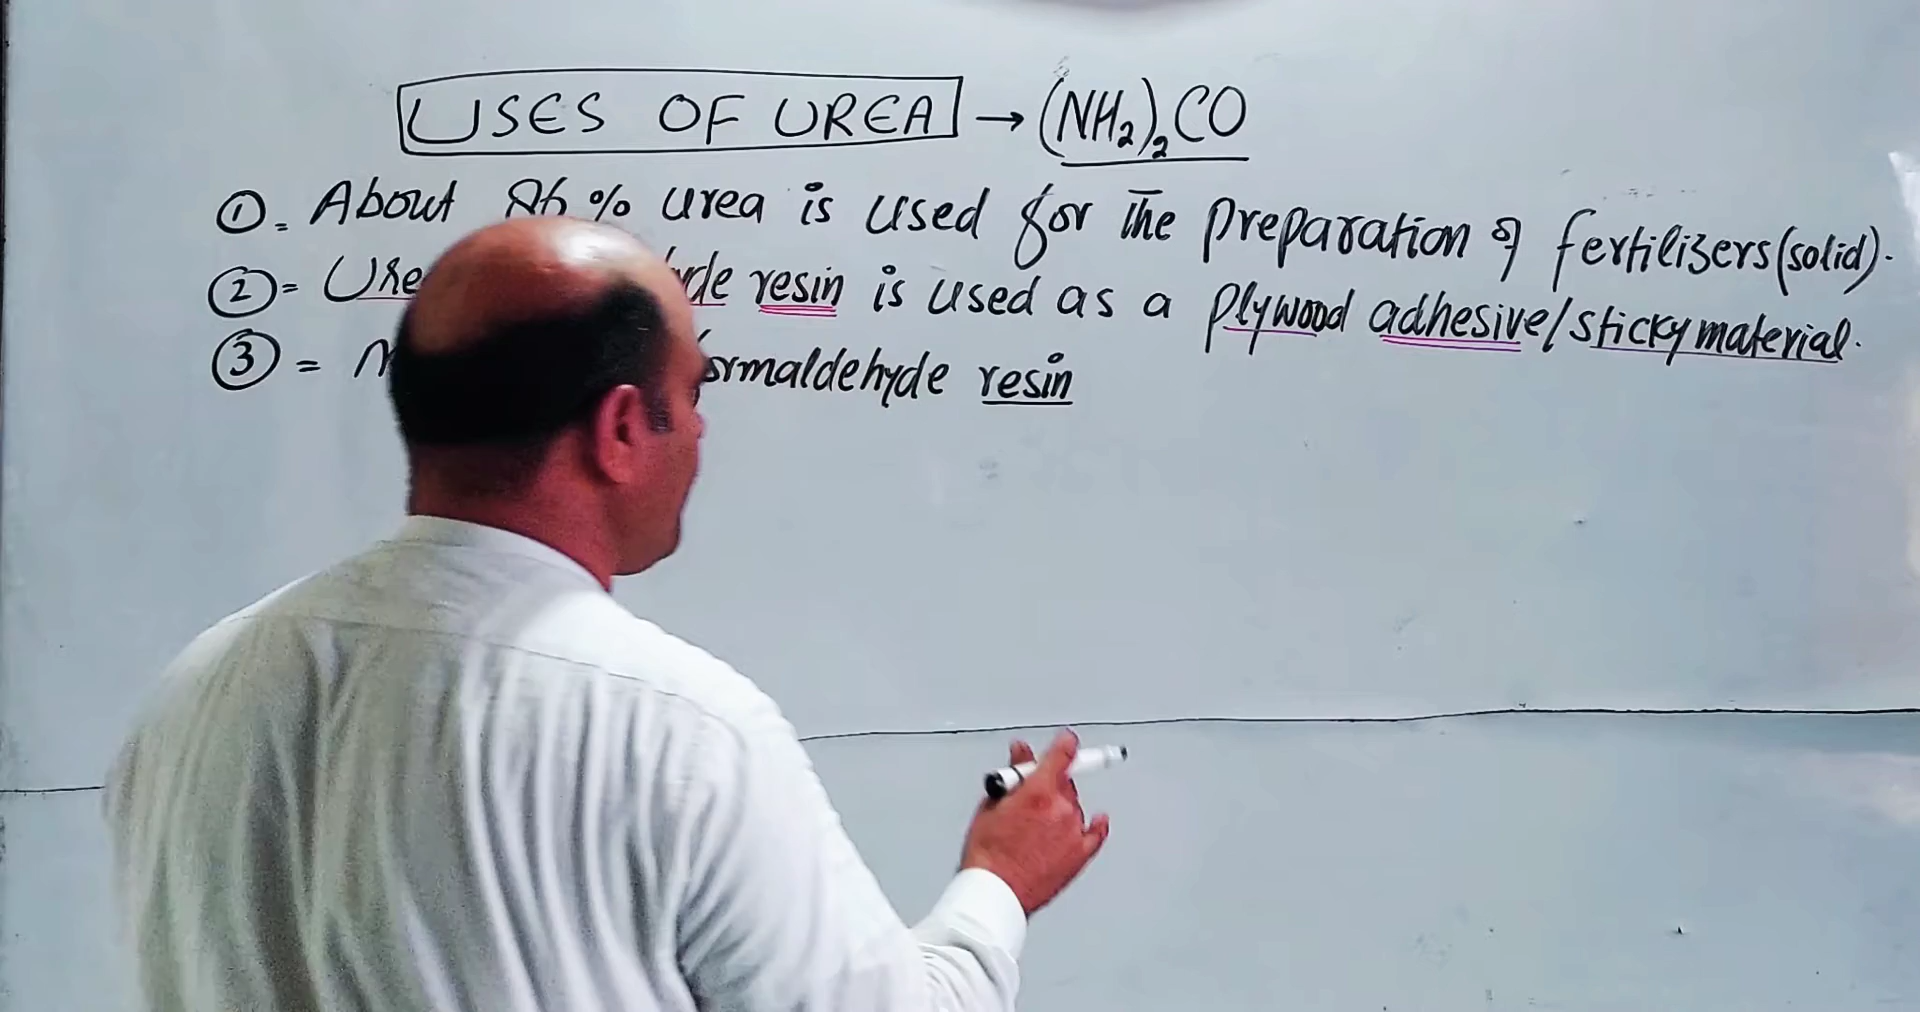 USES OF UREA → (NH₂)₂CO
①= About 86% urea is used for the preparation of fertilizers (solid).
②= Ure yde resin is used as a plywood adhesive/sticky material.
③= M ormaldehyde resin